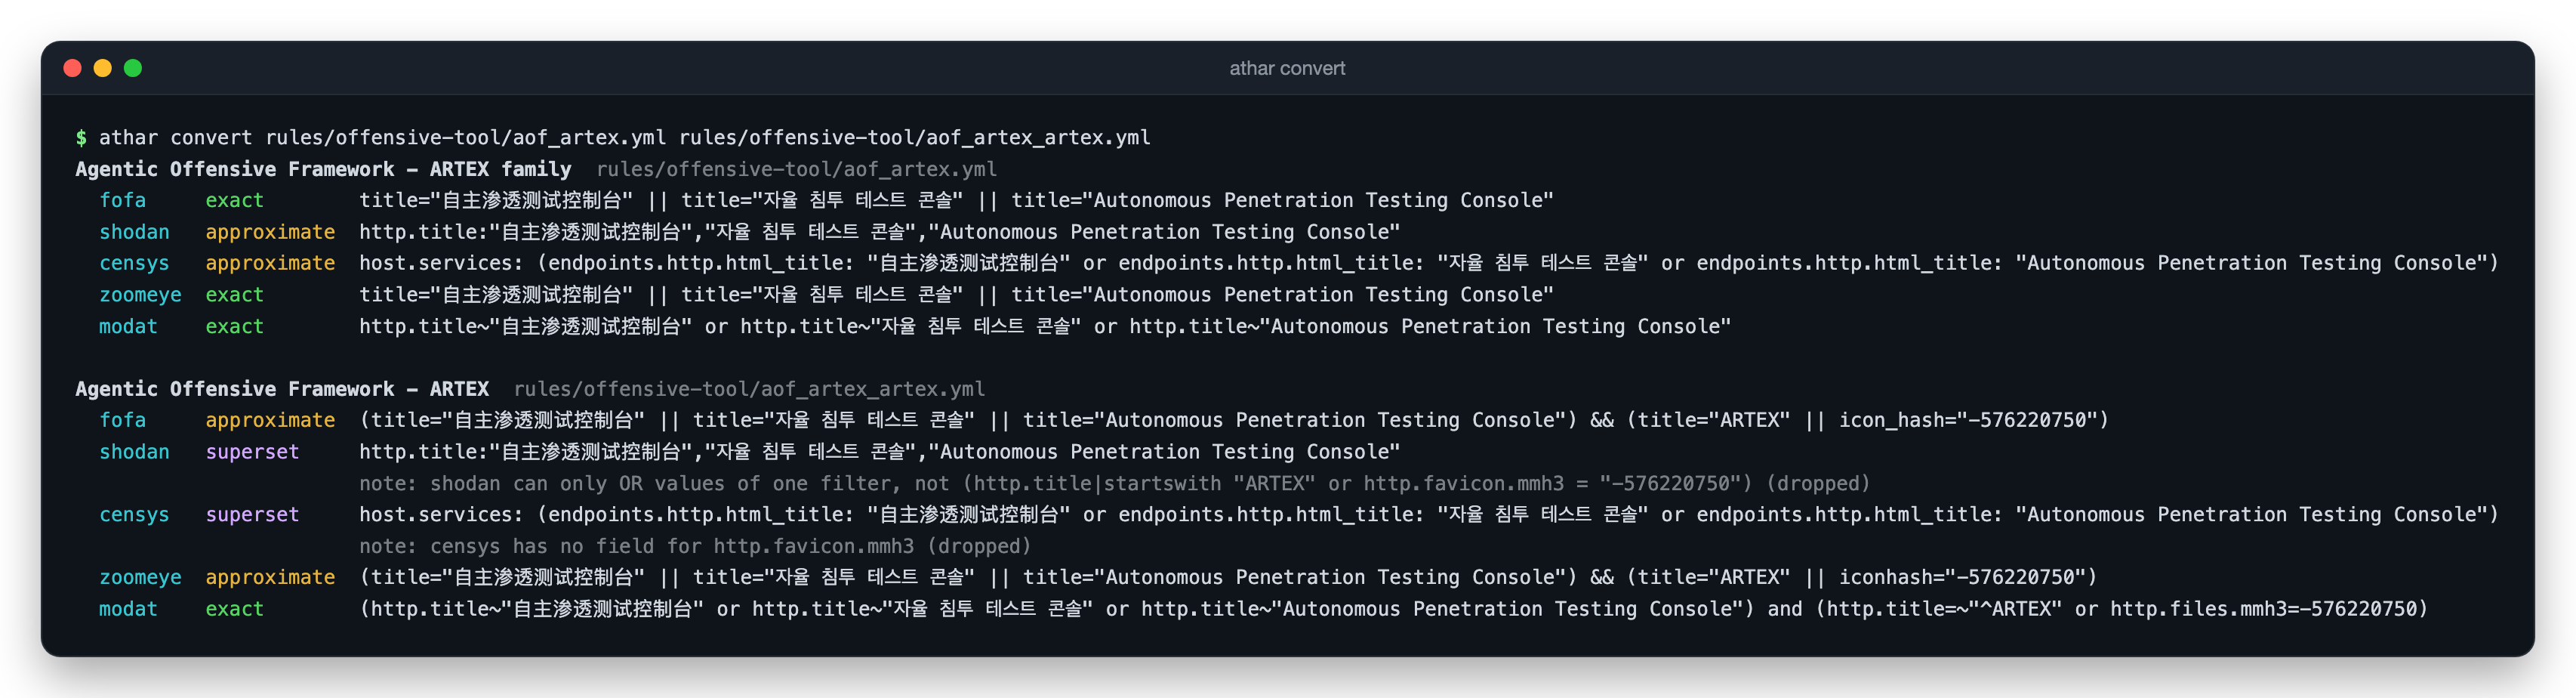 athar convert
$ athar convert rules/offensive-tool/aof_artex.yml rules/offensive-tool/aof_artex_artex.yml
Agentic Offensive Framework - ARTEX family  rules/offensive-tool/aof_artex.yml
fofa     exact        title="自主渗透测试控制台" || title="자율 침투 테스트 콘솔" || title="Autonomous Penetration Testing Console"
shodan   approximate  http.title:"自主渗透测试控制台","자율 침투 테스트 콘솔","Autonomous Penetration Testing Console"
censys   approximate  host.services: (endpoints.http.html_title: "自主渗透测试控制台" or endpoints.http.html_title: "자율 침투 테스트 콘솔" or endpoints.http.html_title: "Autonomous Penetration Testing Console")
zoomeye  exact        title="自主渗透测试控制台" || title="자율 침투 테스트 콘솔" || title="Autonomous Penetration Testing Console"
modat    exact        http.title~"自主渗透测试控制台" or http.title~"자율 침투 테스트 콘솔" or http.title~"Autonomous Penetration Testing Console"
Agentic Offensive Framework - ARTEX  rules/offensive-tool/aof_artex_artex.yml
fofa     approximate  (title="自主渗透测试控制台" || title="자율 침투 테스트 콘솔" || title="Autonomous Penetration Testing Console") && (title="ARTEX" || icon_hash="-576220750")
shodan   superset     http.title:"自主渗透测试控制台","자율 침투 테스트 콘솔","Autonomous Penetration Testing Console"
note: shodan can only OR values of one filter, not (http.title|startswith "ARTEX" or http.favicon.mmh3 = "-576220750") (dropped)
censys   superset     host.services: (endpoints.http.html_title: "自主渗透测试控制台" or endpoints.http.html_title: "자율 침투 테스트 콘솔" or endpoints.http.html_title: "Autonomous Penetration Testing Console")
note: censys has no field for http.favicon.mmh3 (dropped)
zoomeye  approximate  (title="自主渗透测试控制台" || title="자율 침투 테스트 콘솔" || title="Autonomous Penetration Testing Console") && (title="ARTEX" || iconhash="-576220750")
modat    exact        (http.title~"自主渗透测试控制台" or http.title~"자율 침투 테스트 콘솔" or http.title~"Autonomous Penetration Testing Console") and (http.title=~"^ARTEX" or http.files.mmh3=-576220750)